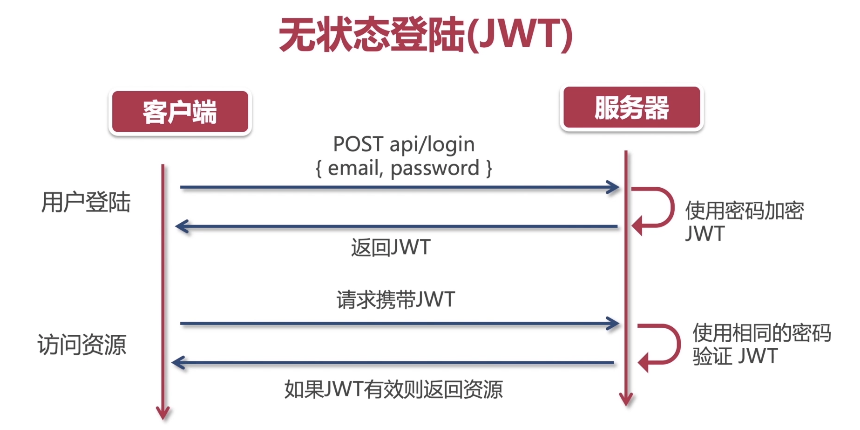 无状态登陆(JWT)
客户端
服务器
POST api/login
{ email, password }
用户登陆
使用密码加密
JWT
返回JWT
请求携带JWT
访问资源
使用相同的密码
验证 JWT
如果JWT有效则返回资源